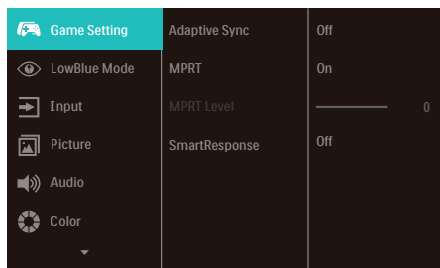 Game Setting Adaptive Sync Off
LowBlue Mode MPRT On
Input MPRT Level 0
Picture SmartResponse Off
Audio
Color